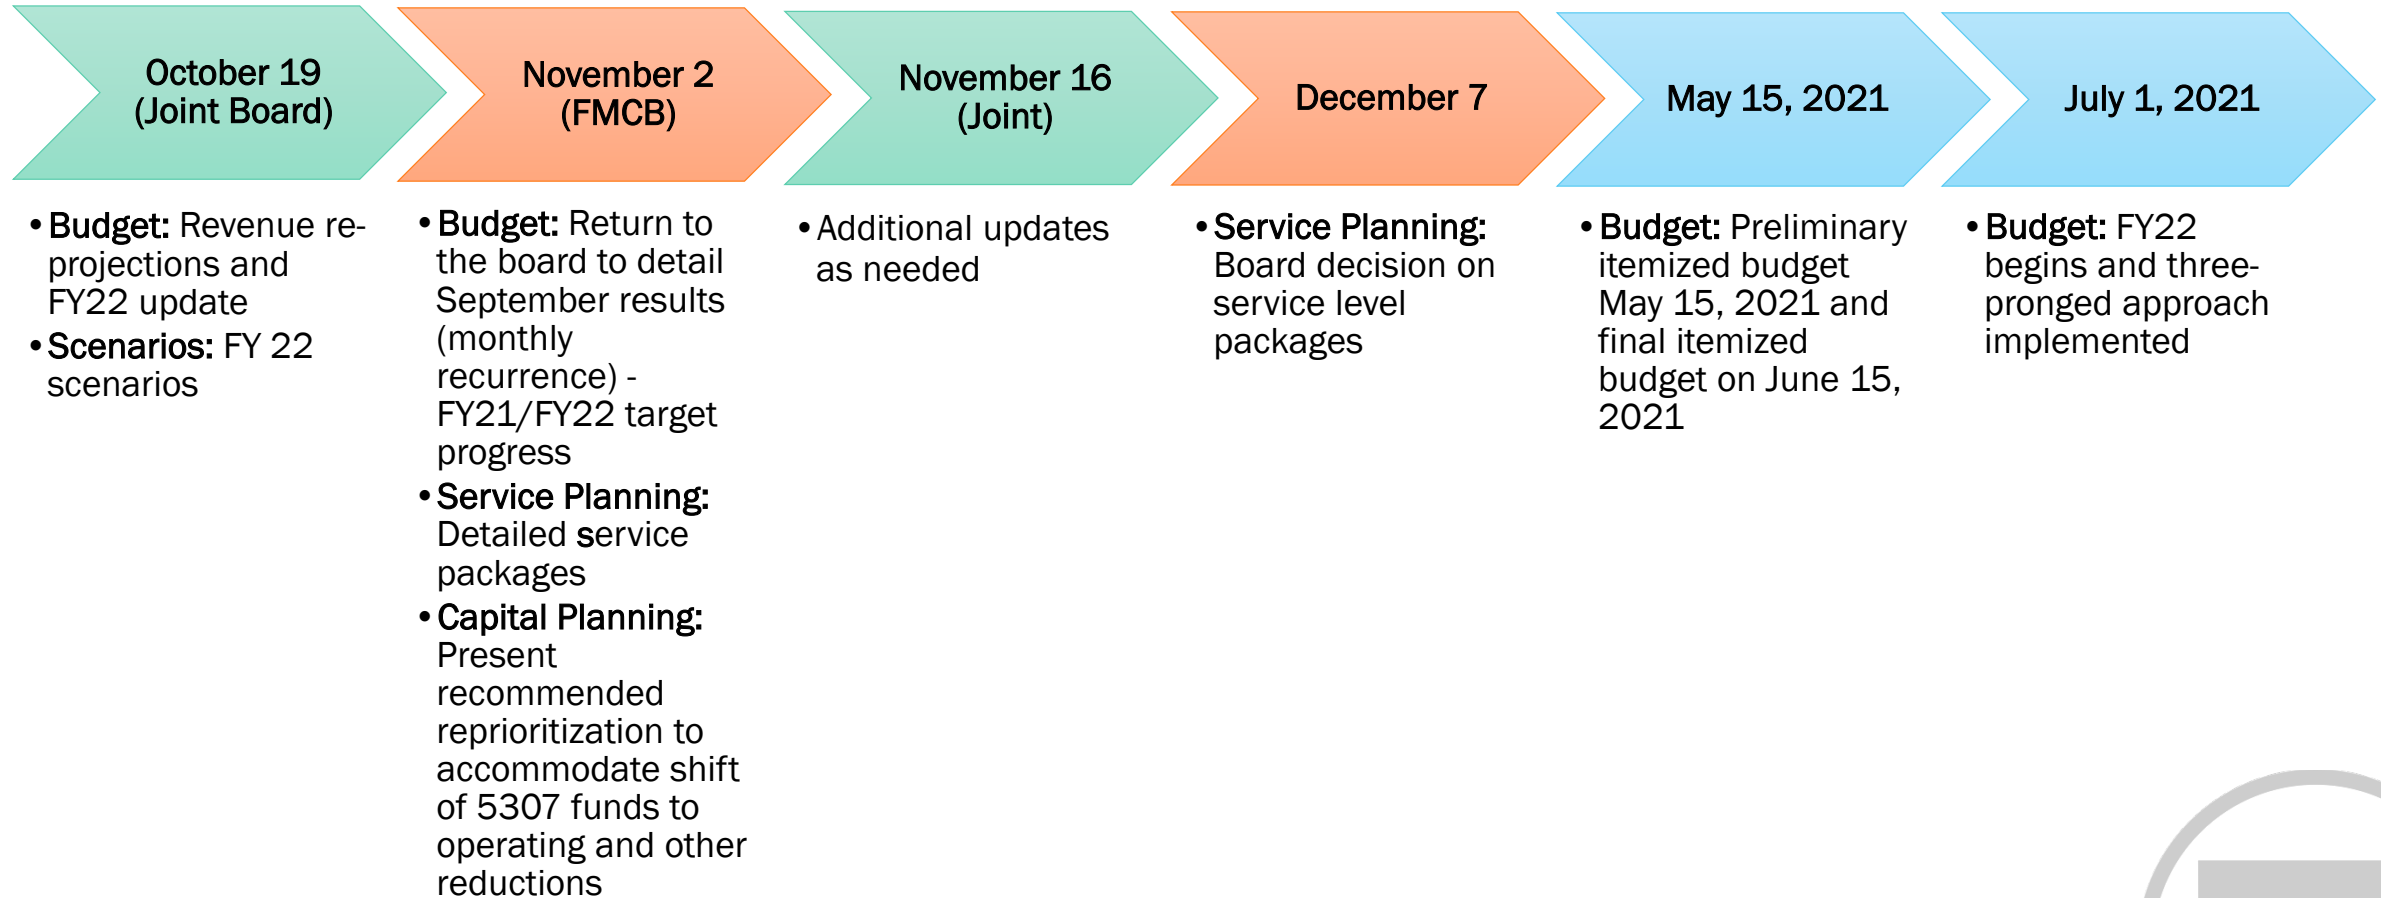 October 19
(Joint Board)
•Budget: Revenue re-
projections and
FY22 update
•Scenarios: FY 22
scenarios
November 2
(FMCB)
•Budget: Return to
the board to detail
September results
(monthly
recurrence) -
FY21/FY22 target
progress
•Service Planning:
Detailed service
packages
•Capital Planning:
Present
recommended
reprioritization to
accommodate shift
of 5307 funds to
operating and other
reductions
November 16
(Joint)
•Additional updates
as needed
December 7
•Service Planning:
Board decision on
service level
packages
May 15, 2021
•Budget: Preliminary
itemized budget
May 15, 2021 and
final itemized
budget on June 15,
2021
July 1, 2021
•Budget: FY22
begins and three-
pronged approach
implemented